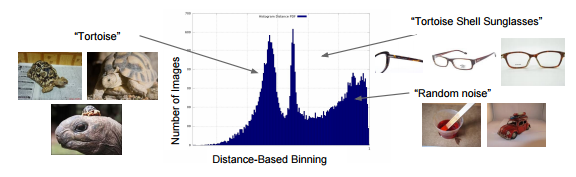 “Tortoise”
“Tortoise Shell Sunglasses”
“Random noise”
Number of Images
Distance-Based Binning